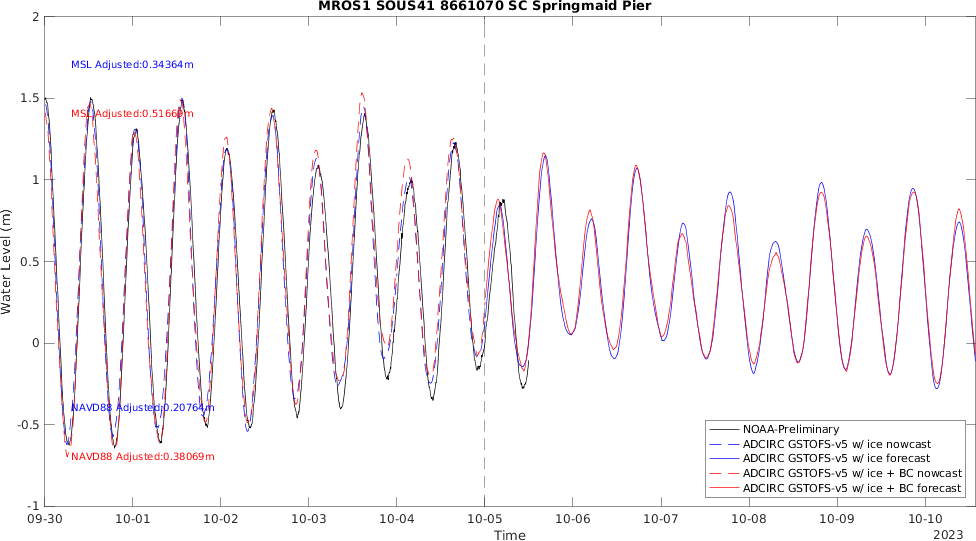 MROS1 SOUS41 8661070 SC Springmaid Pier
2
1.5
1
0.5
0
-0.5
-1
Water Level (m)
MSL Adjusted:0.34364m
MSL Adjusted:0.5166 m
NAVD88 Adjusted:0.20764m
NAVD88 Adjusted:0.38069m
NOAA-Preliminary
ADCIRC GSTOFS-v5 w/ ice nowcast
ADCIRC GSTOFS-v5 w/ ice forecast
ADCIRC GSTOFS-v5 w/ ice + BC nowcast
ADCIRC GSTOFS-v5 w/ ice + BC forecast
09-30 10-01 10-02 10-03 10-04 10-05 10-06 10-07 10-08 10-09 10-10
Time
2023